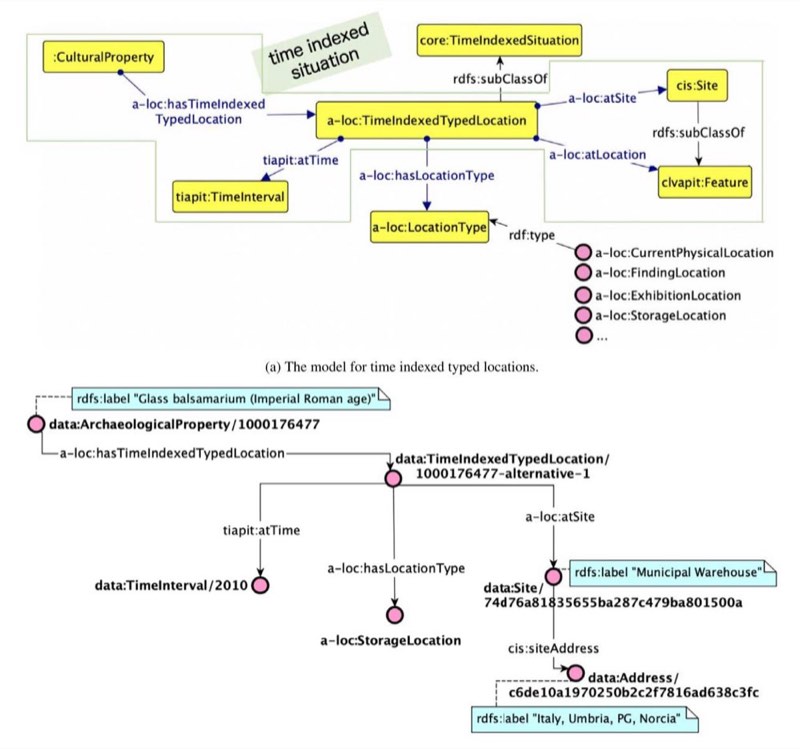 time indexed
situation
:CulturalProperty
core:TimeIndexedSituation
rdfs:subClassOf
cis:Site
a-loc:atSite
a-loc:hasTimeIndexed
TypedLocation
a-loc:TimeIndexedTypedLocation
rdfs:subClassOf
tiapit:atTime
a-loc:atLocation
a-loc:hasLocationType
tiapit:TimeInterval
clvapit:Feature
a-loc:LocationType
rdf:type
a-loc:CurrentPhysicalLocation
a-loc:FindingLocation
a-loc:ExhibitionLocation
a-loc:StorageLocation
...
(a) The model for time indexed typed locations.
rdfs:label "Glass balsamarium (Imperial Roman age)"
data:ArchaeologicalProperty/1000176477
a-loc:hasTimeIndexedTypedLocation
data:TimeIndexedTypedLocation/
1000176477-alternative-1
a-loc:atSite
tiapit:atTime
a-loc:hasLocationType
rdfs:label "Municipal Warehouse"
data:TimeInterval/2010
data:Site/
74d76a81835655ba287c479ba801500a
a-loc:StorageLocation
cis:siteAddress
data:Address/
c6de10a1970250b2c2f7816ad638c3fc
rdfs:label "Italy, Umbria, PG, Norcia"